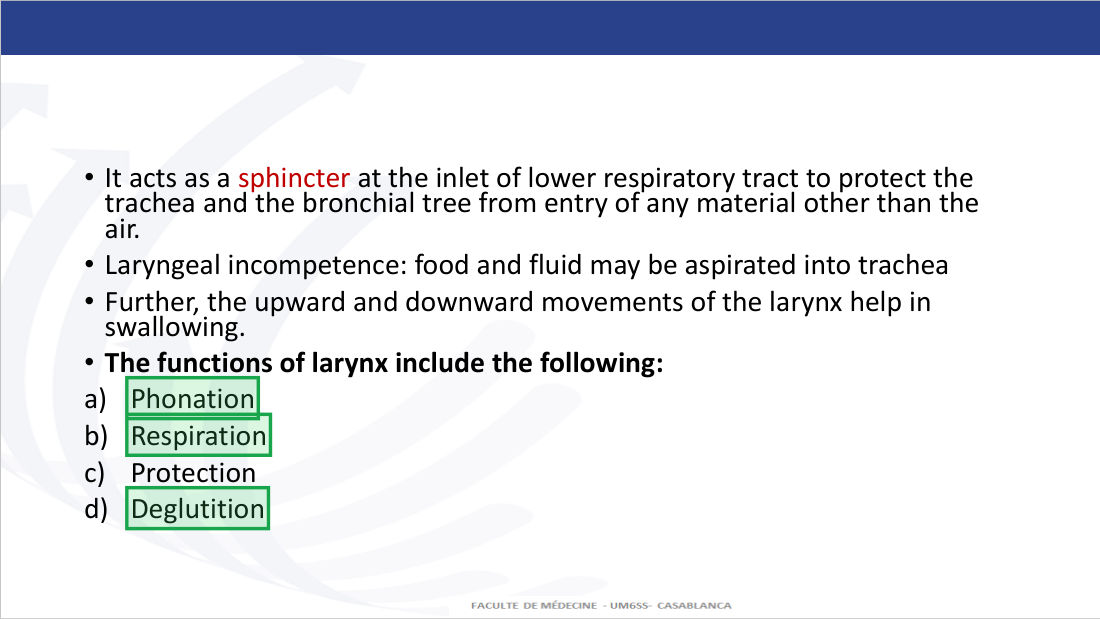 • It acts as a sphincter at the inlet of lower respiratory tract to protect the
trachea and the bronchial tree from entry of any material other than the
air.
• Laryngeal incompetence: food and fluid may be aspirated into trachea
• Further, the upward and downward movements of the larynx help in
swallowing.
• The functions of larynx include the following:
a) Phonation
b) Respiration
c) Protection
d) Deglutition
FACULTE DE MÉDECINE - UM6SS- CASABLANCA